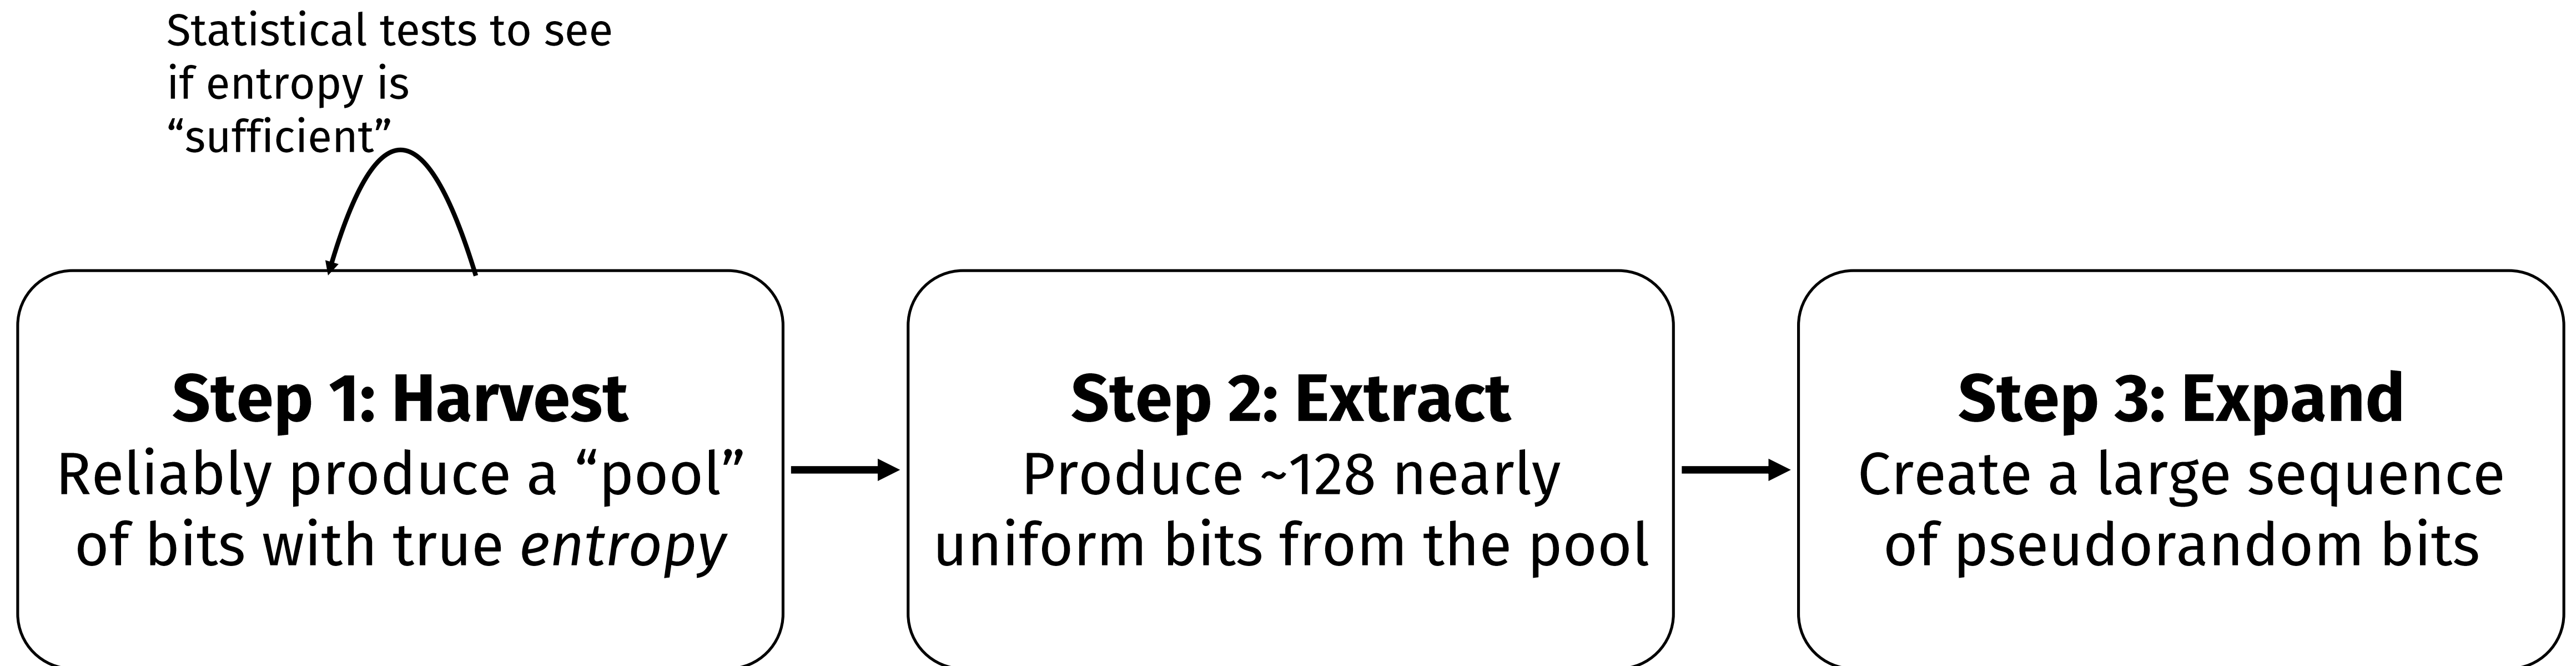 Statistical tests to see
if entropy is
“sufficient”
Step 1: Harvest
Reliably produce a “pool”
of bits with true entropy
Step 2: Extract
Produce ~128 nearly
uniform bits from the pool
Step 3: Expand
Create a large sequence
of pseudorandom bits